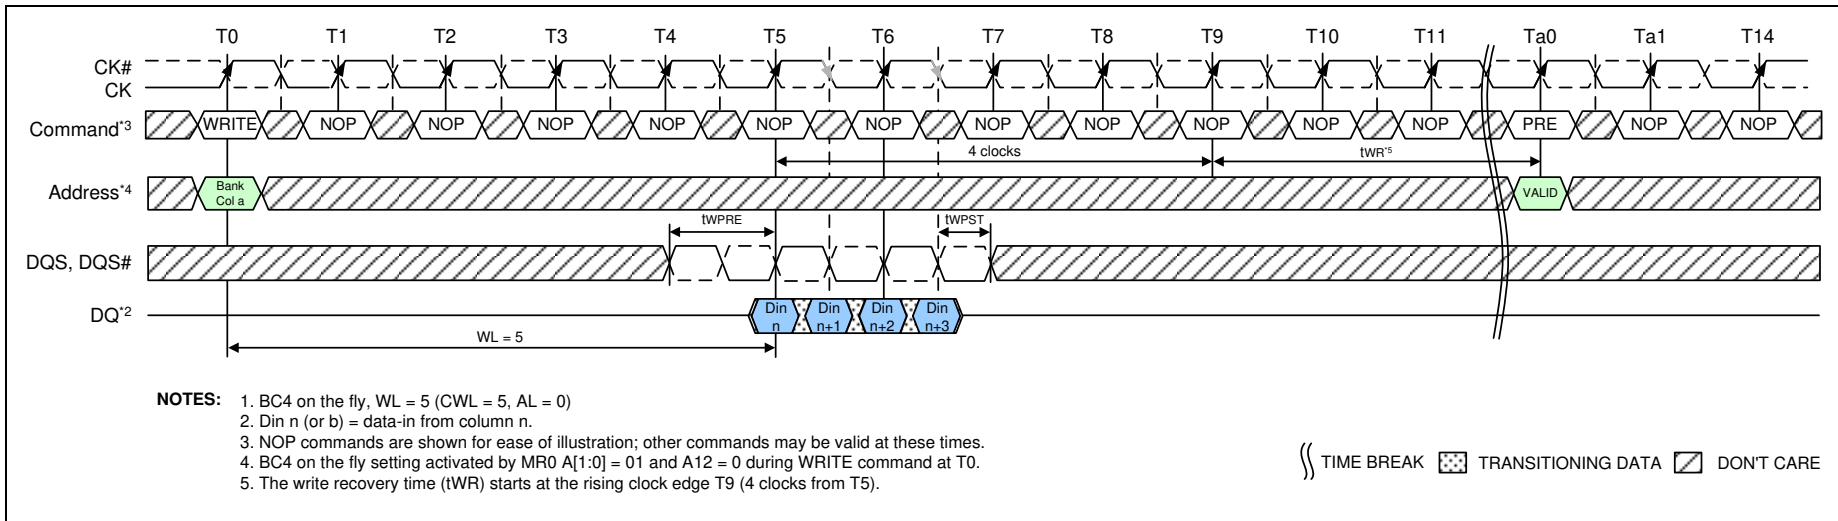 T0 T1 T2 T3 T4 T5 T6 T7 T8 T9 T10 T11 Ta0 Ta1 T14
CK#
CK
Command*3 WRITE NOP NOP NOP NOP NOP NOP NOP NOP NOP NOP NOP PRE NOP NOP
4 clocks tWR*5
Address*4 Bank Col a VALID
tWPRE tWPST
DQS, DQS#
DQ*2 Din n Din n+1 Din n+2 Din n+3
WL = 5
NOTES: 1. BC4 on the fly, WL = 5 (CWL = 5, AL = 0)
2. Din n (or b) = data-in from column n.
3. NOP commands are shown for ease of illustration; other commands may be valid at these times.
4. BC4 on the fly setting activated by MR0 A[1:0] = 01 and A12 = 0 during WRITE command at T0.
5. The write recovery time (tWR) starts at the rising clock edge T9 (4 clocks from T5).
TIME BREAK TRANSITIONING DATA DON'T CARE